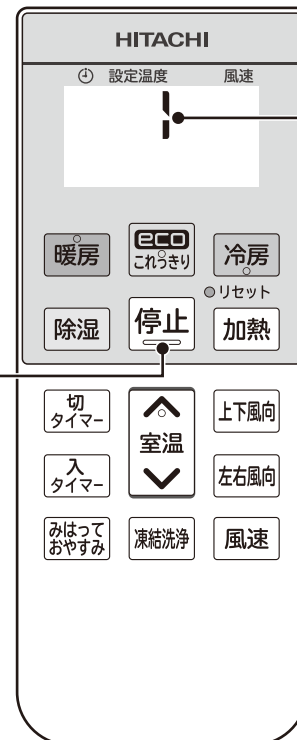 HITACHI
設定温度 風速
1
暖房
eco
これっきり
冷房
リセット
除湿
停止
加熱
切
タイマー
室温
上下風向
入
タイマー
左右風向
みはって
おやすみ
凍結洗浄
風速